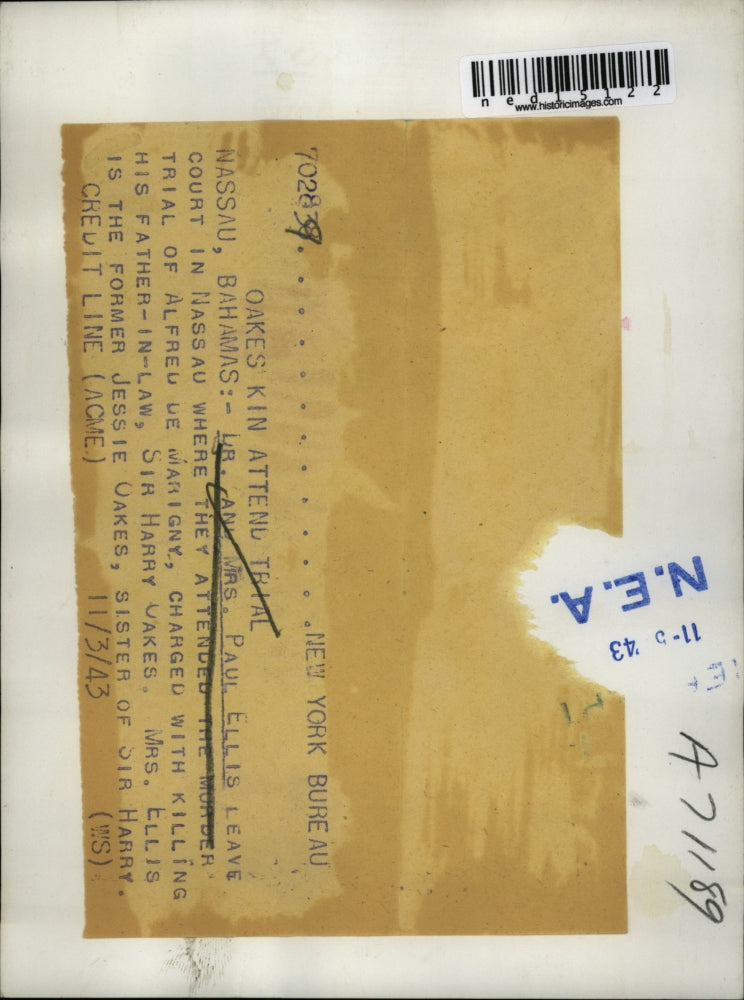 ned15122
www.historicimages.com
702839. . . . . . . . . . . . .NEW YORK BUREAU
OAKES' KIN ATTEND TRIAL
NASSAU, BAHAMAS:- DR. AND MRS. PAUL ELLIS LEAVE
COURT IN NASSAU WHERE THEY ATTENDED THE MURDER
TRIAL OF ALFRED DE MARIGNY, CHARGED WITH KILLING
HIS FATHER-IN-LAW, SIR HARRY OAKES. MRS. ELLIS
IS THE FORMER JESSIE OAKES, SISTER OF SIR HARRY.
CREDIT LINE (ACME) 11/3/43 (WS)
N.E.A.
11-5 '43
A71189